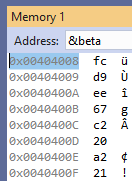 Memory 1
Address: &beta
0x00404008 fc ü
0x00404009 d9 Ù
0x0040400A ee î
0x0040400B 67 g
0x0040400C c2 Â
0x0040400D 20
0x0040400E a2 ¢
0x0040400F 21 !